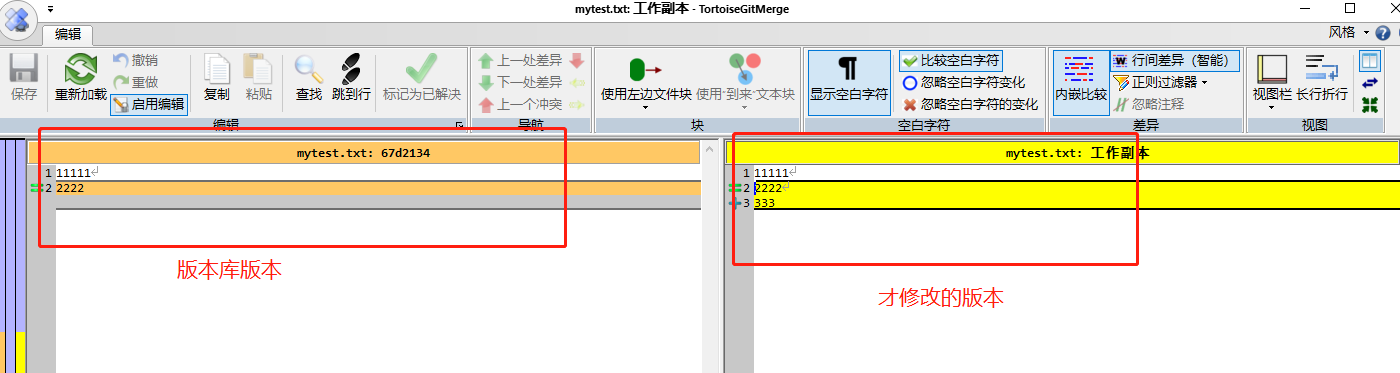 mytest.txt: 工作副本 - TortoiseGitMerge
编辑
风格
保存
重新加载
撤销
重做
启用编辑
复制
粘贴
查找
跳到行
标记为已解决
编辑
上一处差异
下一处差异
上一个冲突
导航
使用左边文件块
使用“到来”文本块
块
显示空白字符
比较空白字符
忽略空白字符变化
忽略空白字符的变化
空白字符
内嵌比较
行间差异（智能）
正则过滤器
忽略注释
差异
视图栏
长行折行
视图
mytest.txt: 67d2134
1 11111
2 2222
版本库版本
mytest.txt: 工作副本
1 11111
2 2222
3 333
才修改的版本